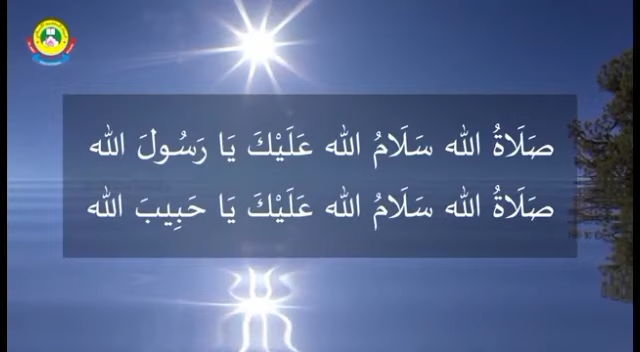 صَلَاةُ الله سَلَامُ الله عَلَيْكَ يَا رَسُولَ الله
صَلَاةُ الله سَلَامُ الله عَلَيْكَ يَا حَبِيبَ الله